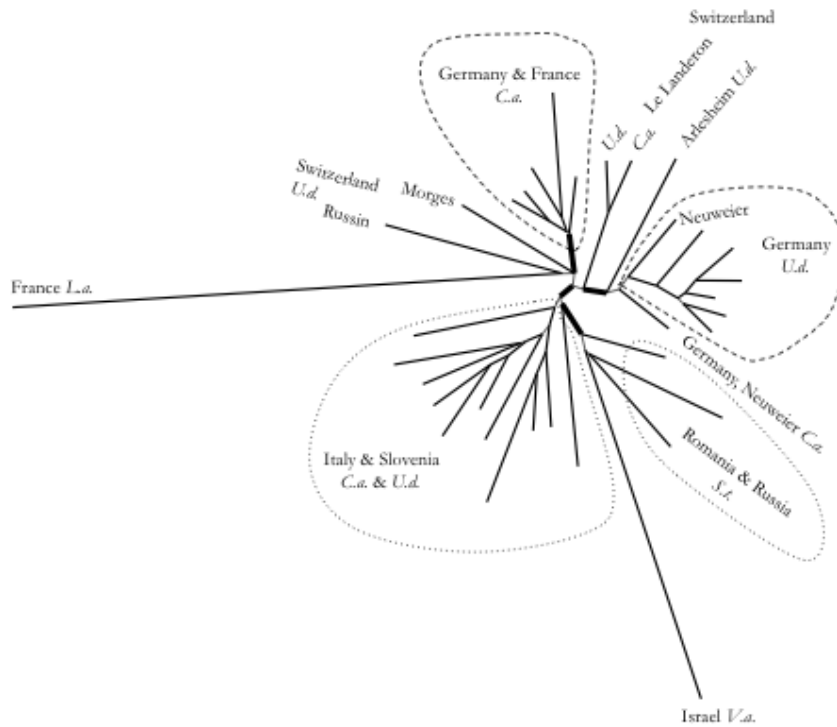 Switzerland
Germany & France
C.a.
U.d.
C.a.
Le Landeron
Arlesheim U.d.
Switzerland
U.d.
Russin
Morges
Neuweier
Germany
U.d.
France L.a.
Germany, Neuweier C.a.
Italy & Slovenia
C.a. & U.d.
Romania & Russia
S.t.
Israel V.a.